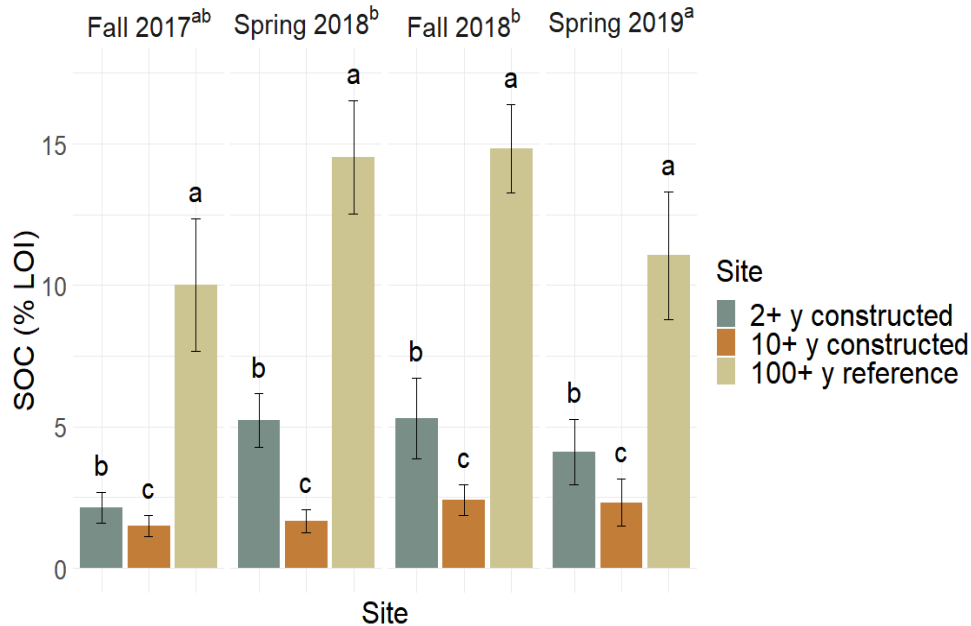 Fall 2017ab Spring 2018b Fall 2018b Spring 2019a
a a a a
b c b c b c b c
15
10
5
0
SOC (% LOI)
Site
Site
2+ y constructed
10+ y constructed
100+ y reference